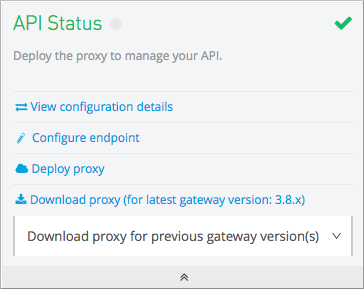 API Status
Deploy the proxy to manage your API.
View configuration details
Configure endpoint
Deploy proxy
Download proxy (for latest gateway version: 3.8.x)
Download proxy for previous gateway version(s)